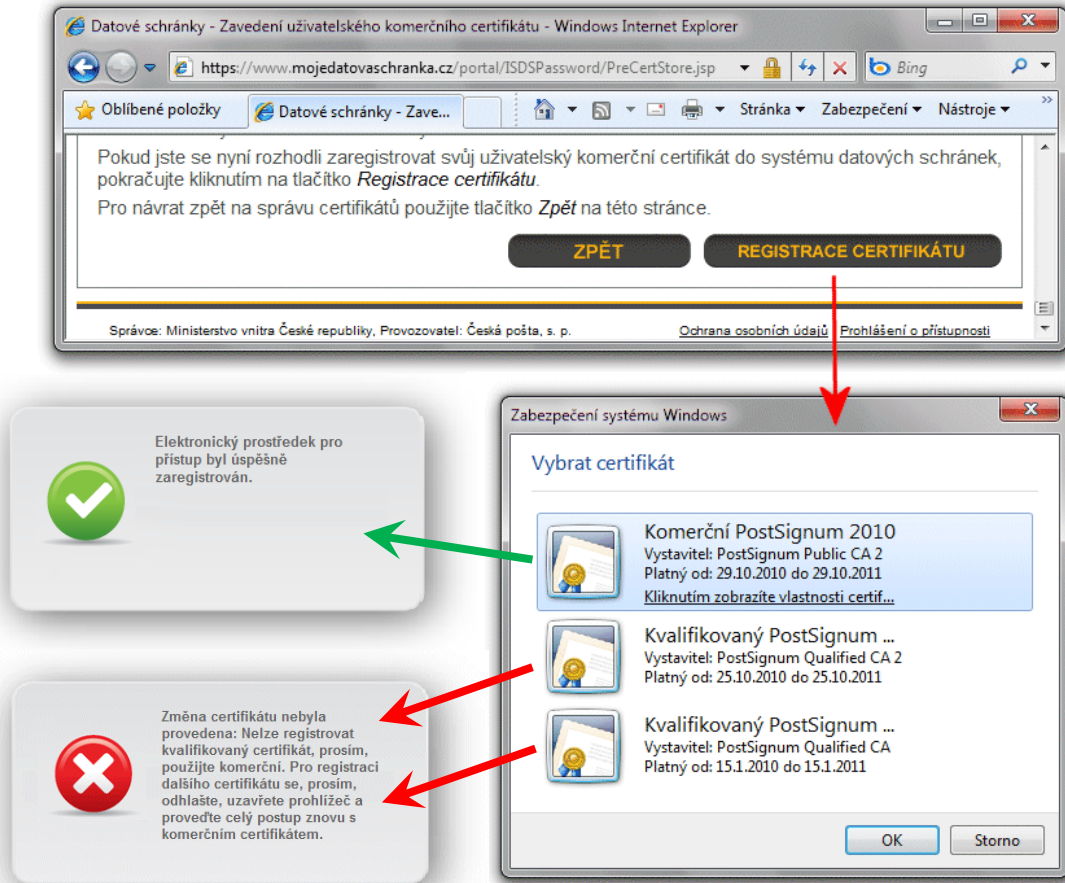 Datové schránky - Zavedení uživatelského komerčního certifikátu - Windows Internet Explorer
https://www.mojedatovaschranka.cz/portal/ISDSPassword/PreCertStore.jsp
Bing
Oblíbené položky
Datové schránky - Zave...
Stránka
Zabezpečení
Nástroje
»
Pokud jste se nyní rozhodli zaregistrovat svůj uživatelský komerční certifikát do systému datových schránek,
pokračujte kliknutím na tlačítko Registrace certifikátu.
Pro návrat zpět na správu certifikátů použijte tlačítko Zpět na této stránce.
ZPĚT
REGISTRACE CERTIFIKÁTU
Správce: Ministerstvo vnitra České republiky, Provozovatel: Česká pošta, s. p.
Ochrana osobních údajů
Prohlášení o přístupnosti
Elektronický prostředek pro
přístup byl úspěšně
zaregistrován.
Změna certifikátu nebyla
provedena: Nelze registrovat
kvalifikovaný certifikát, prosím,
použijte komerční. Pro registraci
dalšího certifikátu se, prosím,
odhlašte, uzavřete prohlížeč a
proveďte celý postup znovu s
komerčním certifikátem.
Zabezpečení systému Windows
Vybrat certifikát
Komerční PostSignum 2010
Vystavitel: PostSignum Public CA 2
Platný od: 29.10.2010 do 29.10.2011
Kliknutím zobrazíte vlastnosti certif...
Kvalifikovaný PostSignum ...
Vystavitel: PostSignum Qualified CA 2
Platný od: 25.10.2010 do 25.10.2011
Kvalifikovaný PostSignum ...
Vystavitel: PostSignum Qualified CA
Platný od: 15.1.2010 do 15.1.2011
OK
Storno